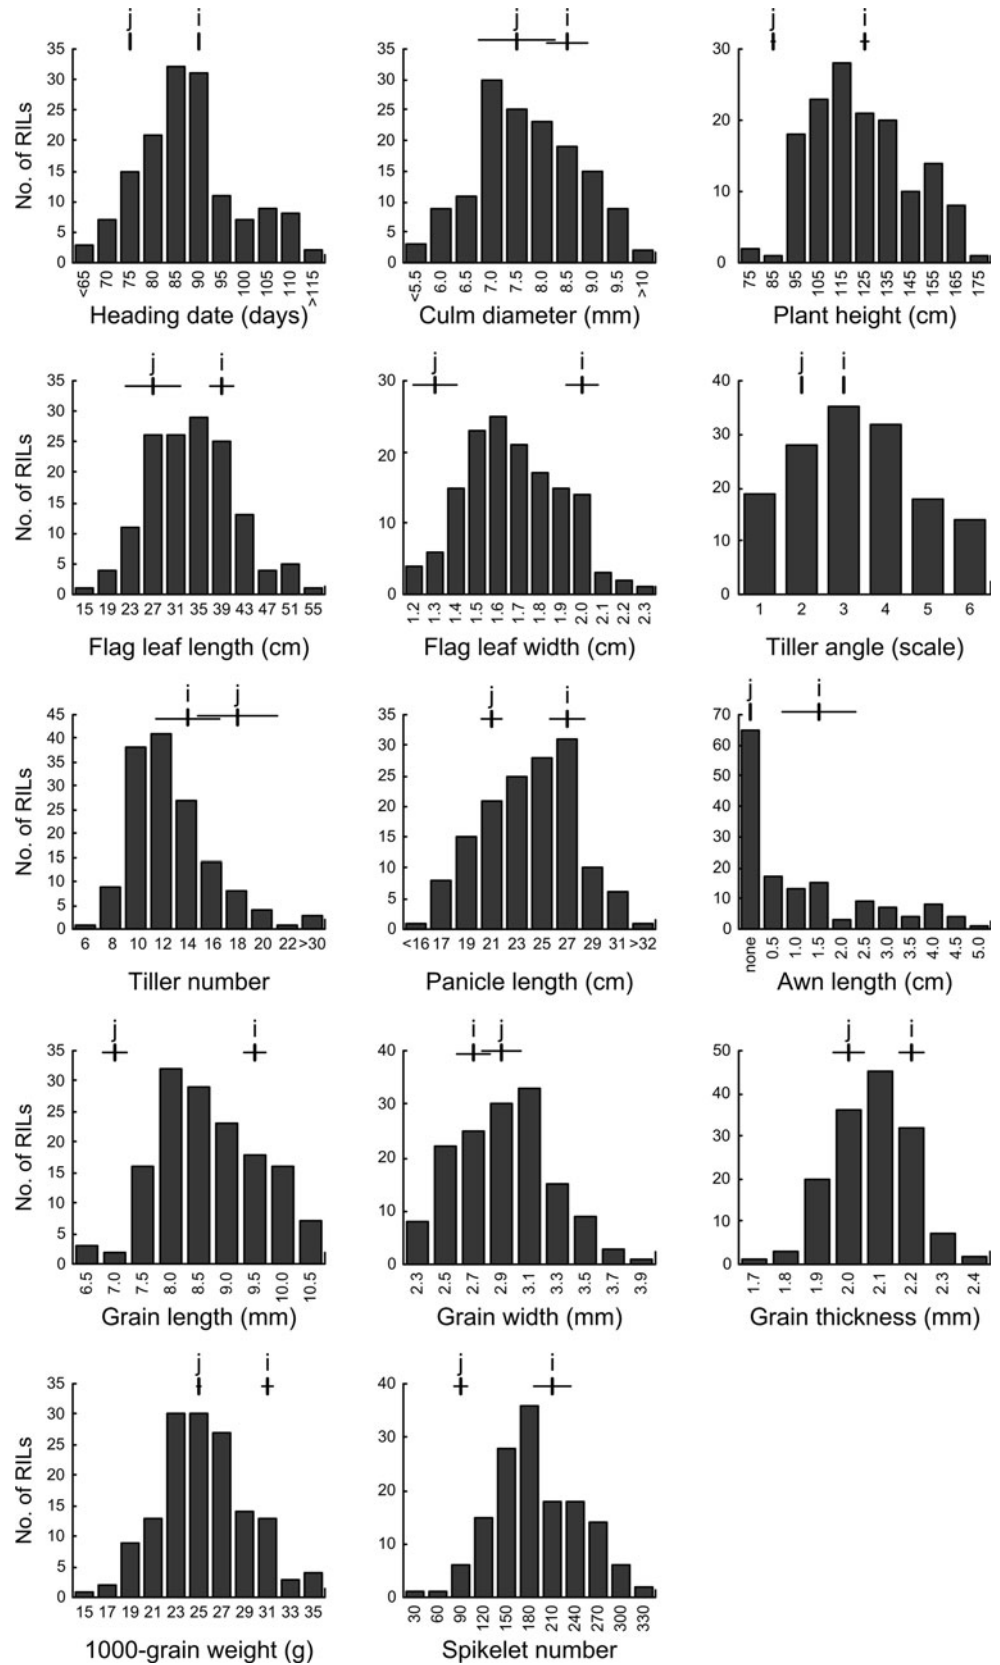 j i
35
30
25
20
15
10
5
0
No. of RILs
<65 70 75 80 85 90 95 100 105 110 >115
Heading date (days)
j i
35
30
25
20
15
10
5
0
<5.5 6.0 6.5 7.0 7.5 8.0 8.5 9.0 9.5 >10
Culm diameter (mm)
j i
30
20
10
0
75 85 95 105 115 125 135 145 155 165 175
Plant height (cm)
j i
35
30
25
20
15
10
5
0
No. of RILs
15 19 23 27 31 35 39 43 47 51 55
Flag leaf length (cm)
j i
30
20
10
0
1.2 1.3 1.4 1.5 1.6 1.7 1.8 1.9 2.0 2.1 2.2 2.3
Flag leaf width (cm)
j i
40
30
20
10
0
1 2 3 4 5 6
Tiller angle (scale)
i j
45
40
35
30
25
20
15
10
5
0
No. of RILs
6 8 10 12 14 16 18 20 22 >30
Tiller number
j i
35
30
25
20
15
10
5
0
<16 17 19 21 23 25 27 29 31 >32
Panicle length (cm)
j i
70
60
50
40
30
20
10
0
none 0.5 1.0 1.5 2.0 2.5 3.0 3.5 4.0 4.5 5.0
Awn length (cm)
j i
35
30
25
20
15
10
5
0
No. of RILs
6.5 7.0 7.5 8.0 8.5 9.0 9.5 10.0 10.5
Grain length (mm)
i j
40
30
20
10
0
2.3 2.5 2.7 2.9 3.1 3.3 3.5 3.7 3.9
Grain width (mm)
j i
50
40
30
20
10
0
1.7 1.8 1.9 2.0 2.1 2.2 2.3 2.4
Grain thickness (mm)
j i
35
30
25
20
15
10
5
0
No. of RILs
15 17 19 21 23 25 27 29 31 33 35
1000-grain weight (g)
j i
40
30
20
10
0
30 60 90 120 150 180 210 240 270 300 330
Spikelet number